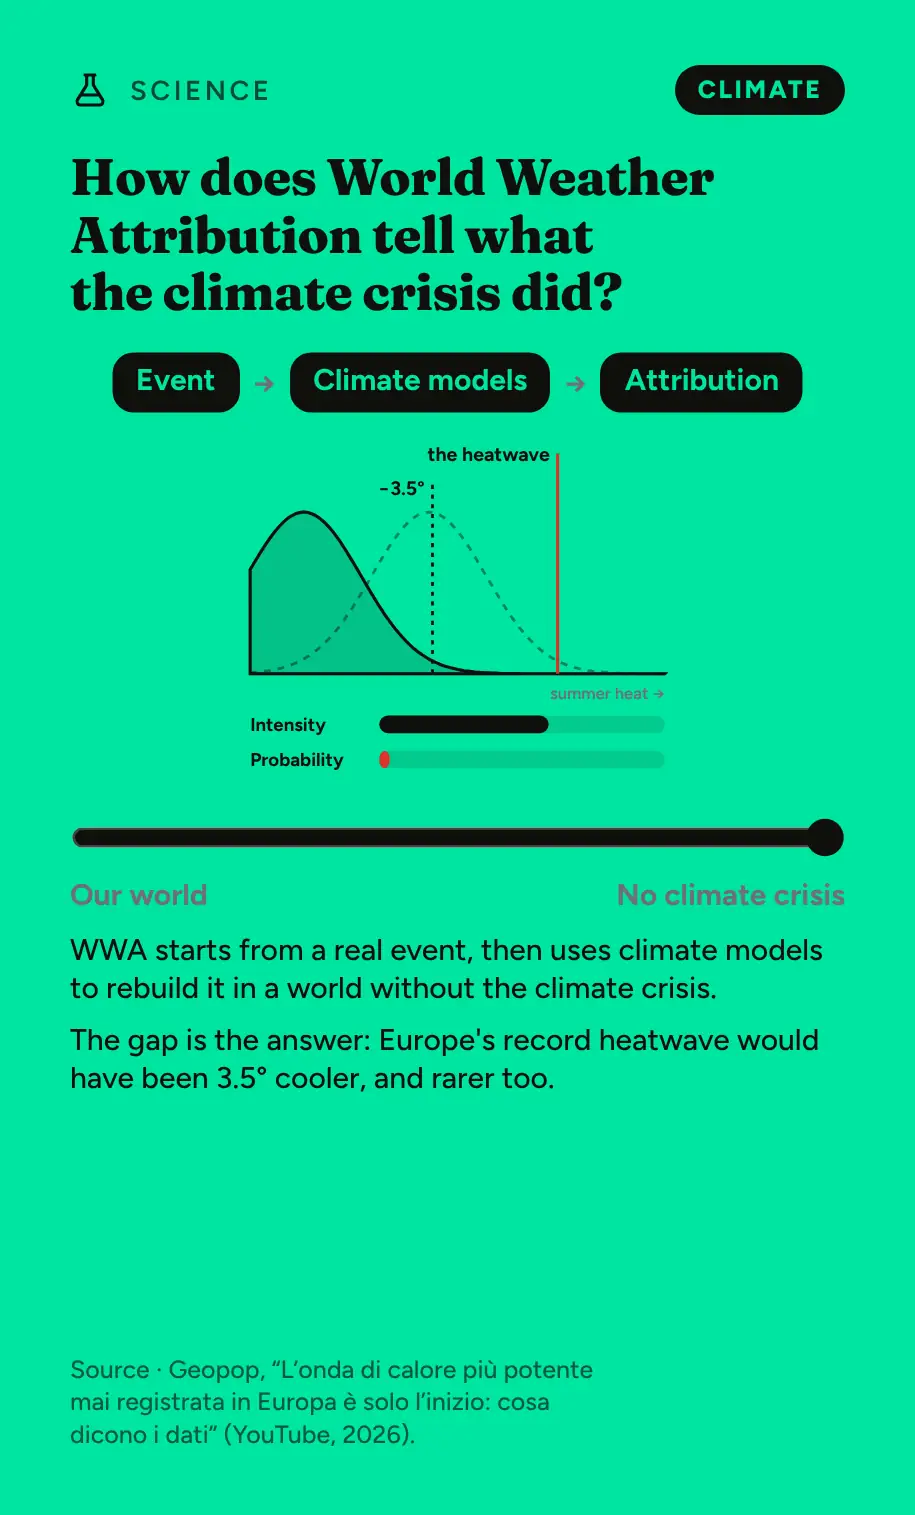 SCIENCE
CLIMATE
How does World Weather
Attribution tell what
the climate crisis did?
Event → Climate models → Attribution
the heatwave
−3.5°
summer heat →
Intensity
Probability
Our world
No climate crisis
WWA starts from a real event, then uses climate models
to rebuild it in a world without the climate crisis.
The gap is the answer: Europe's record heatwave would
have been 3.5° cooler, and rarer too.
Source · Geopop, “L’onda di calore più potente
mai registrata in Europa è solo l’inizio: cosa
dicono i dati” (YouTube, 2026).